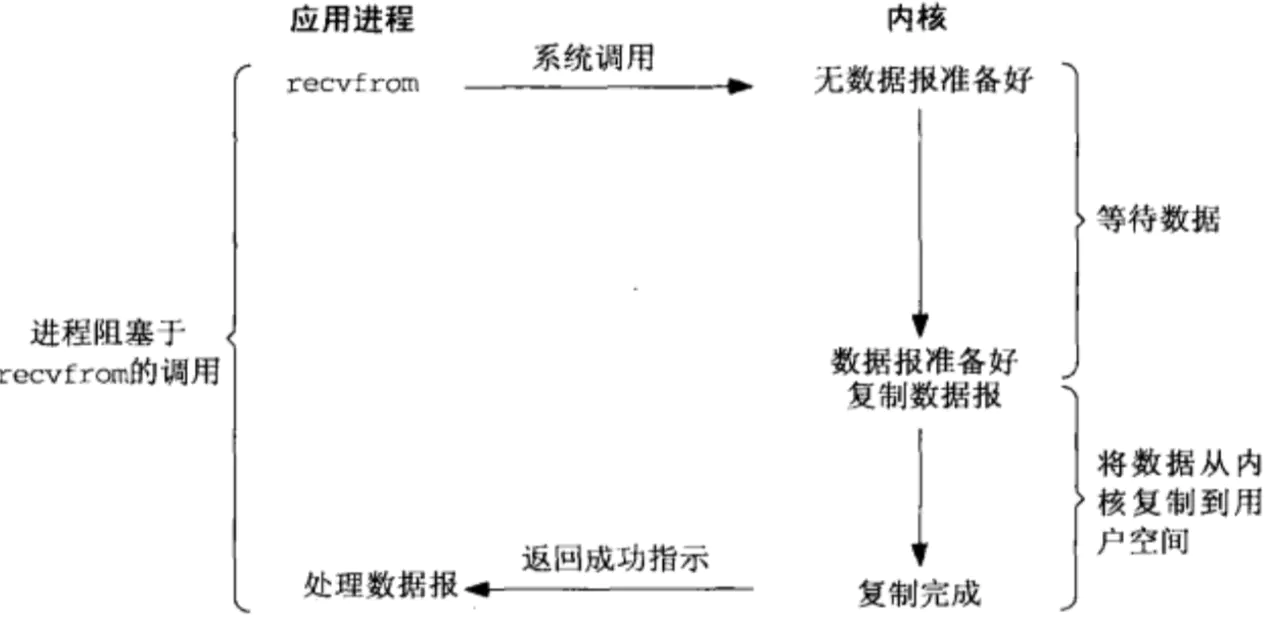 应用进程
内核
系统调用
recvfrom
无数据报准备好
等待数据
进程阻塞于
recvfrom的调用
数据报准备好
复制数据报
将数据从内
核复制到用
户空间
返回成功指示
处理数据报
复制完成